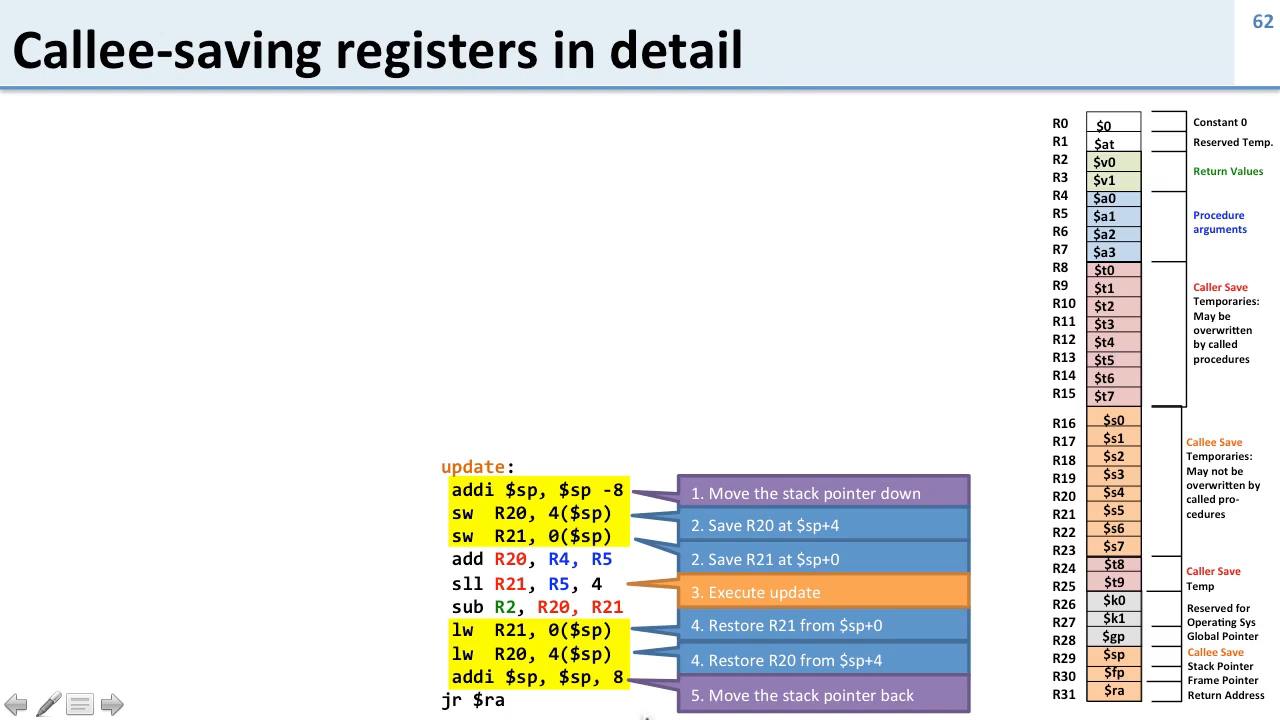 Callee-saving registers in detail
62
update:
addi $sp, $sp -8
sw R20, 4($sp)
sw R21, 0($sp)
add R20, R4, R5
sll R21, R5, 4
sub R2, R20, R21
lw R21, 0($sp)
lw R20, 4($sp)
addi $sp, $sp, 8
jr $ra
1. Move the stack pointer down
2. Save R20 at $sp+4
2. Save R21 at $sp+0
3. Execute update
4. Restore R21 from $sp+0
4. Restore R20 from $sp+4
5. Move the stack pointer back
R0 $0
R1 $at
R2 $v0
R3 $v1
R4 $a0
R5 $a1
R6 $a2
R7 $a3
R8 $t0
R9 $t1
R10 $t2
R11 $t3
R12 $t4
R13 $t5
R14 $t6
R15 $t7
R16 $s0
R17 $s1
R18 $s2
R19 $s3
R20 $s4
R21 $s5
R22 $s6
R23 $s7
R24 $t8
R25 $t9
R26 $k0
R27 $k1
R28 $gp
R29 $sp
R30 $fp
R31 $ra
Constant 0
Reserved Temp.
Return Values
Procedure
arguments
Caller Save
Temporaries:
May be
overwritten
by called
procedures
Callee Save
Temporaries:
May not be
overwritten by
called pro-
cedures
Caller Save
Temp
Reserved for
Operating Sys
Global Pointer
Callee Save
Stack Pointer
Frame Pointer
Return Address